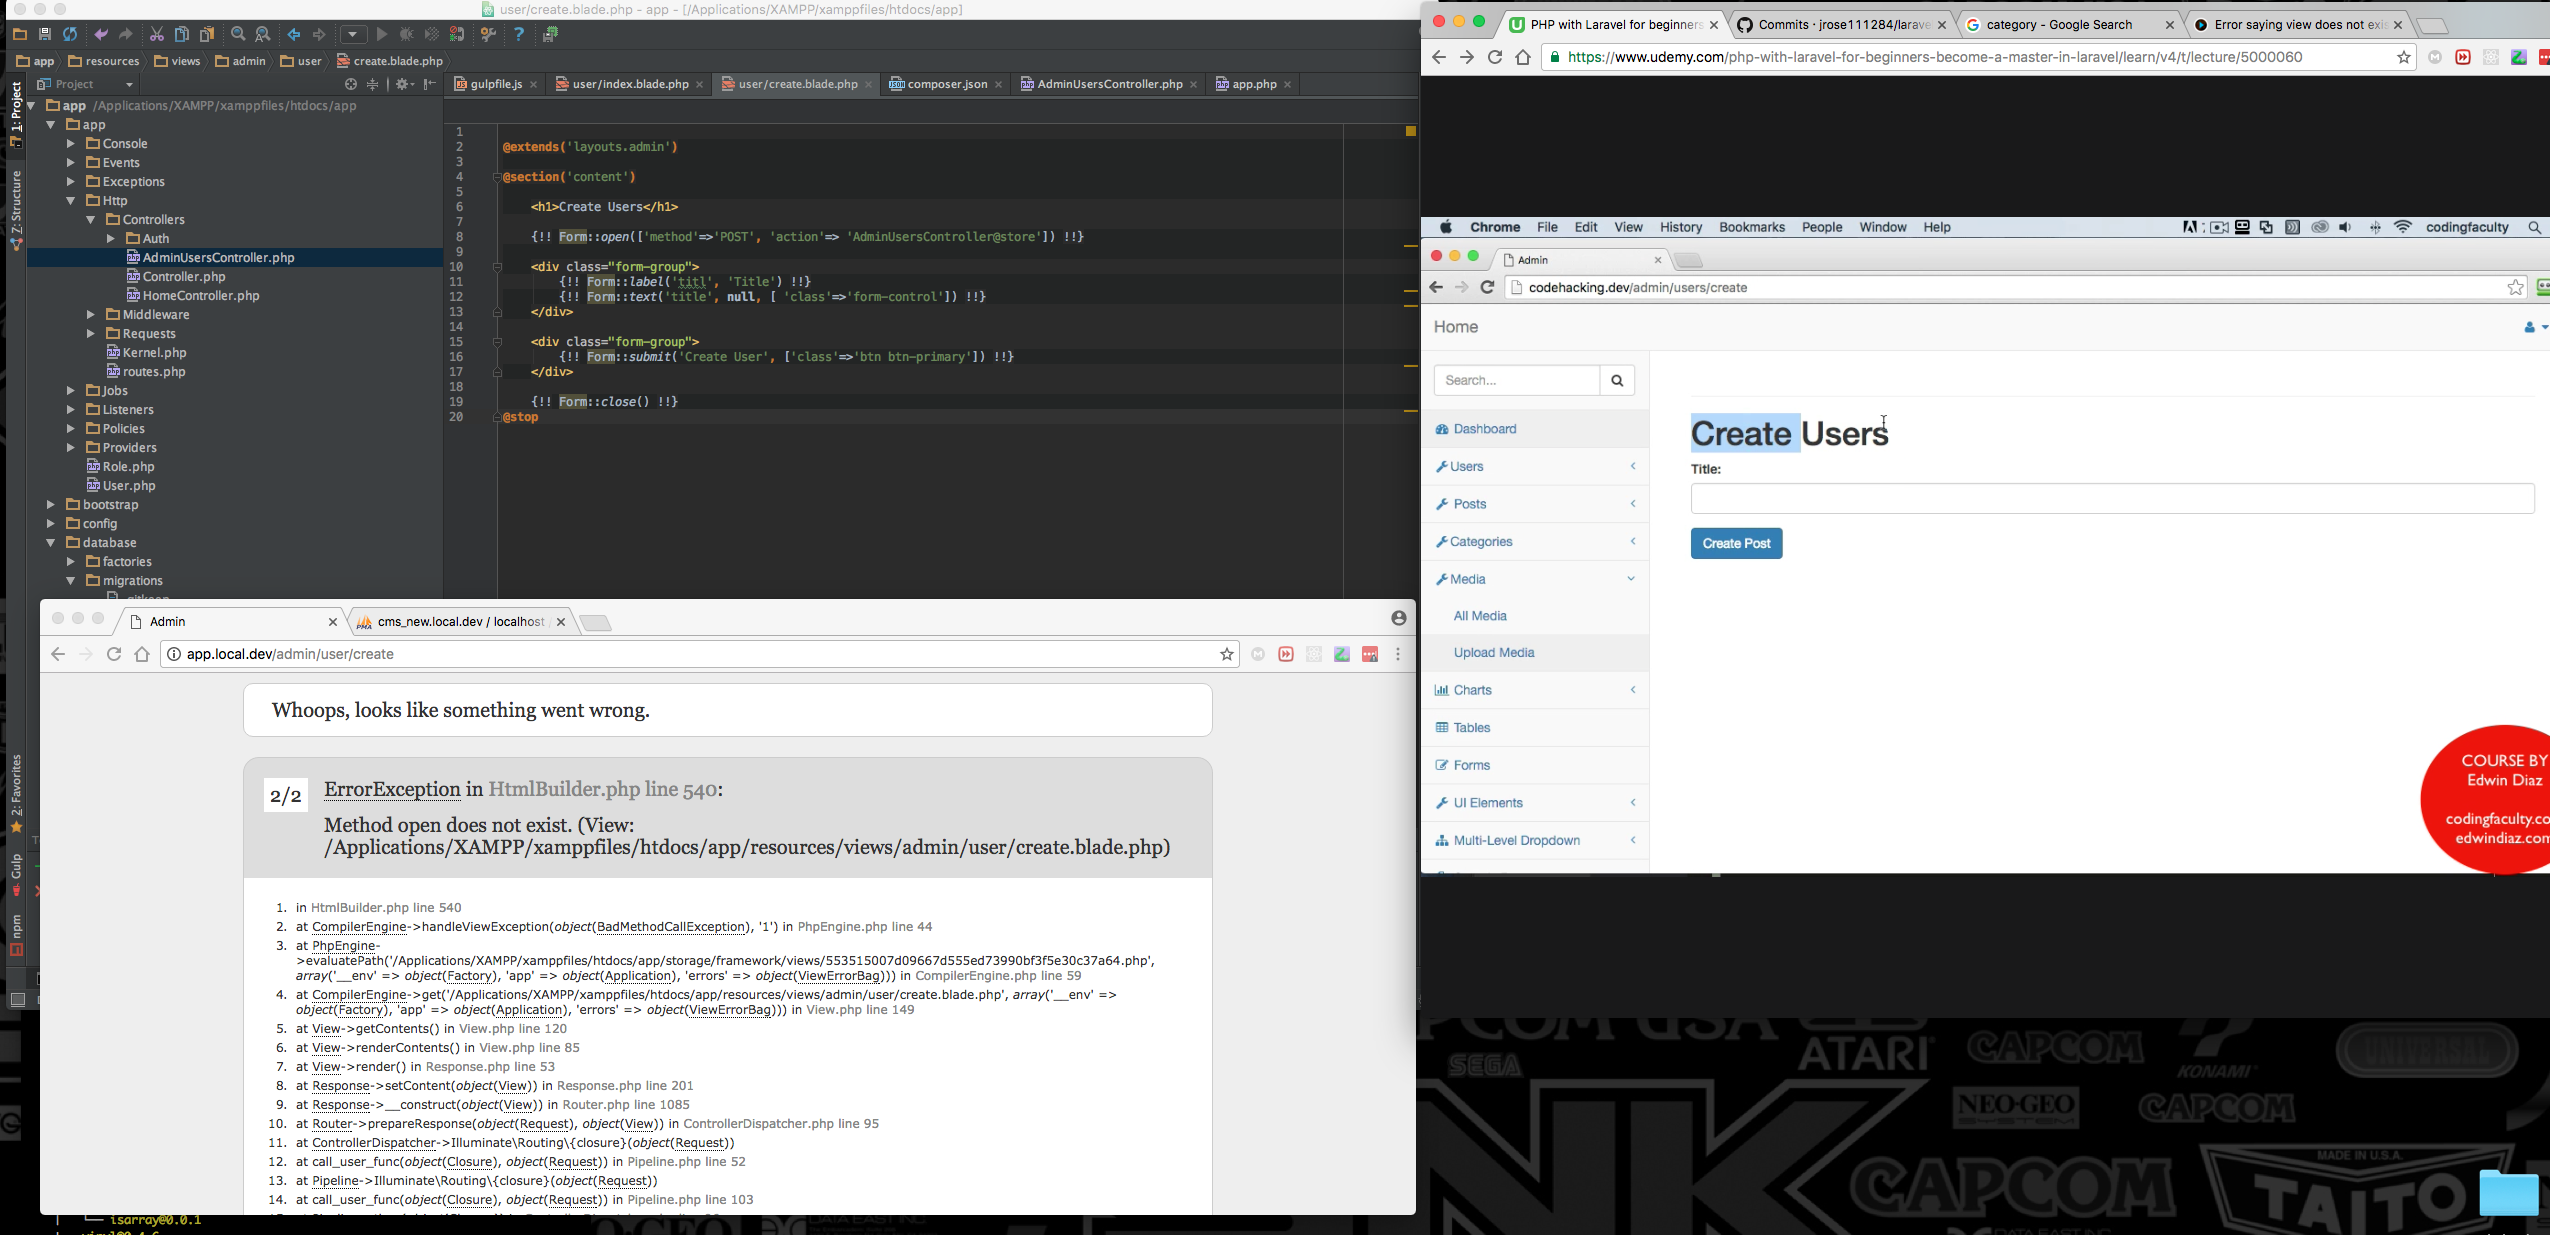 user/create.blade.php - app - [/Applications/XAMPP/xamppfiles/htdocs/app]
app resources views admin user create.blade.php
Project
gulpfile.js user/index.blade.php user/create.blade.php composer.json AdminUsersController.php app.php
1: Project
Z: Structure
2: Favorites
Gulp
npm
app /Applications/XAMPP/xamppfiles/htdocs/app
app
Console
Events
Exceptions
Http
Controllers
Auth
AdminUsersController.php
Controller.php
HomeController.php
Middleware
Requests
Kernel.php
routes.php
Jobs
Listeners
Policies
Providers
Role.php
User.php
bootstrap
config
database
factories
migrations
1
2 @extends('layouts.admin')
3
4 @section('content')
5
6 <h1>Create Users</h1>
7
8 {!! Form::open(['method'=>'POST', 'action'=> 'AdminUsersController@store']) !!}
9
10 <div class="form-group">
11 {!! Form::label('titl', 'Title') !!}
12 {!! Form::text('title', null, [ 'class'=>'form-control']) !!}
13 </div>
14
15 <div class="form-group">
16 {!! Form::submit('Create User', ['class'=>'btn btn-primary']) !!}
17 </div>
18
19 {!! Form::close() !!}
20 @stop
Admin cms_new.local.dev / localhost
app.local.dev/admin/user/create
Whoops, looks like something went wrong.
2/2 ErrorException in HtmlBuilder.php line 540:
Method open does not exist. (View:
/Applications/XAMPP/xamppfiles/htdocs/app/resources/views/admin/user/create.blade.php)
1. in HtmlBuilder.php line 540
2. at CompilerEngine->handleViewException(object(BadMethodCallException), '1') in PhpEngine.php line 44
3. at PhpEngine-
>evaluatePath('/Applications/XAMPP/xamppfiles/htdocs/app/storage/framework/views/553515007d09667d555ed73990bf3f5e30c37a64.php',
array('__env' => object(Factory), 'app' => object(Application), 'errors' => object(ViewErrorBag))) in CompilerEngine.php line 59
4. at CompilerEngine->get('/Applications/XAMPP/xamppfiles/htdocs/app/resources/views/admin/user/create.blade.php', array('__env' =>
object(Factory), 'app' => object(Application), 'errors' => object(ViewErrorBag))) in View.php line 149
5. at View->getContents() in View.php line 120
6. at View->renderContents() in View.php line 85
7. at View->render() in Response.php line 53
8. at Response->setContent(object(View)) in Response.php line 201
9. at Response->__construct(object(View)) in Router.php line 1085
10. at Router->prepareResponse(object(Request), object(View)) in ControllerDispatcher.php line 95
11. at ControllerDispatcher->Illuminate\Routing\{closure}(object(Request))
12. at call_user_func(object(Closure), object(Request)) in Pipeline.php line 52
13. at Pipeline->Illuminate\Routing\{closure}(object(Request))
14. at call_user_func(object(Closure), object(Request)) in Pipeline.php line 103
isarray@0.0.1
PHP with Laravel for beginners Commits · jrose111284/larave category - Google Search Error saying view does not exi
https://www.udemy.com/php-with-laravel-for-beginners-become-a-master-in-laravel/learn/v4/t/lecture/5000060
Chrome File Edit View History Bookmarks People Window Help codingfaculty
Admin
codehacking.dev/admin/users/create
Home
Search...
Dashboard
Users
Posts
Categories
Media
All Media
Upload Media
Charts
Tables
Forms
UI Elements
Multi-Level Dropdown
Create Users
Title:
Create Post
COURSE BY
Edwin Diaz
codingfaculty.co
edwindiaz.com
CAPCOM USA
SEGA
ATARI
CAPCOM
KONAMI
UNIVERSAL
NEO-GEO
SYSTEM
CAPCOM
CAPCOM
MADE IN U.S.A.
TAITO
DATA EAST INC.